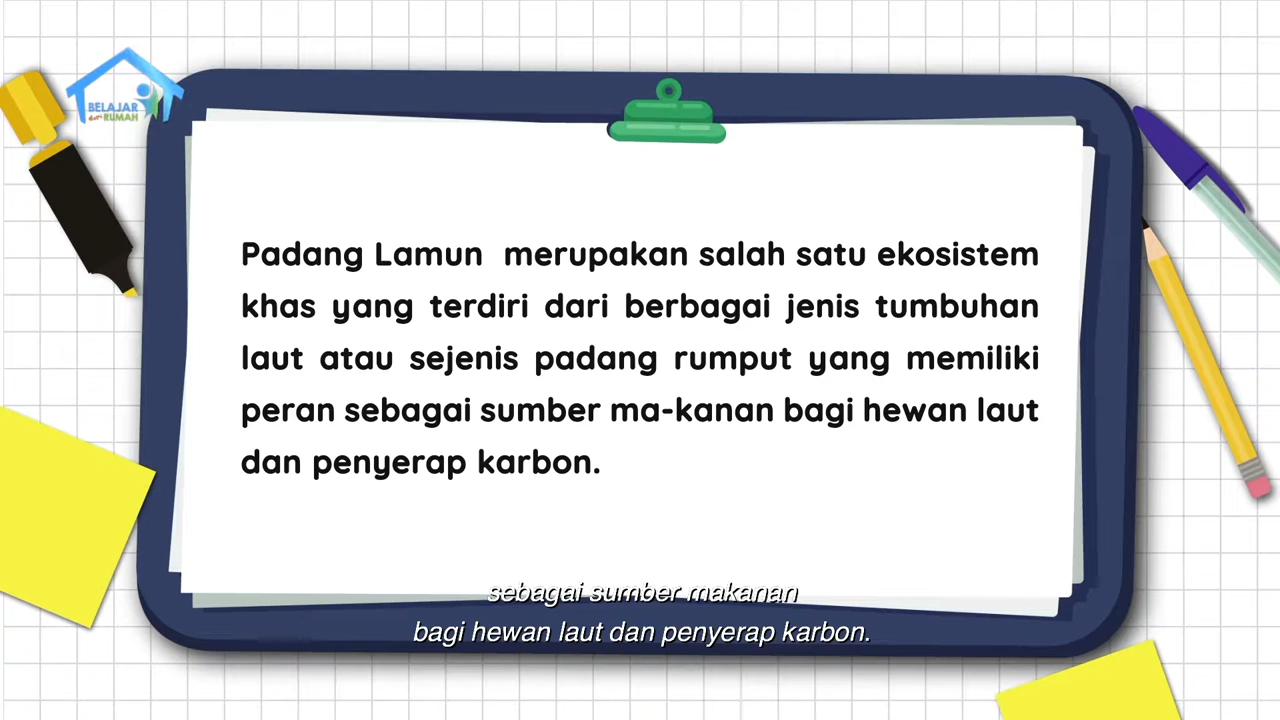 BELAJAR
dari RUMAH
Padang Lamun merupakan salah satu ekosistem
khas yang terdiri dari berbagai jenis tumbuhan
laut atau sejenis padang rumput yang memiliki
peran sebagai sumber ma-kanan bagi hewan laut
dan penyerap karbon.
sebagai sumber makanan
bagi hewan laut dan penyerap karbon.